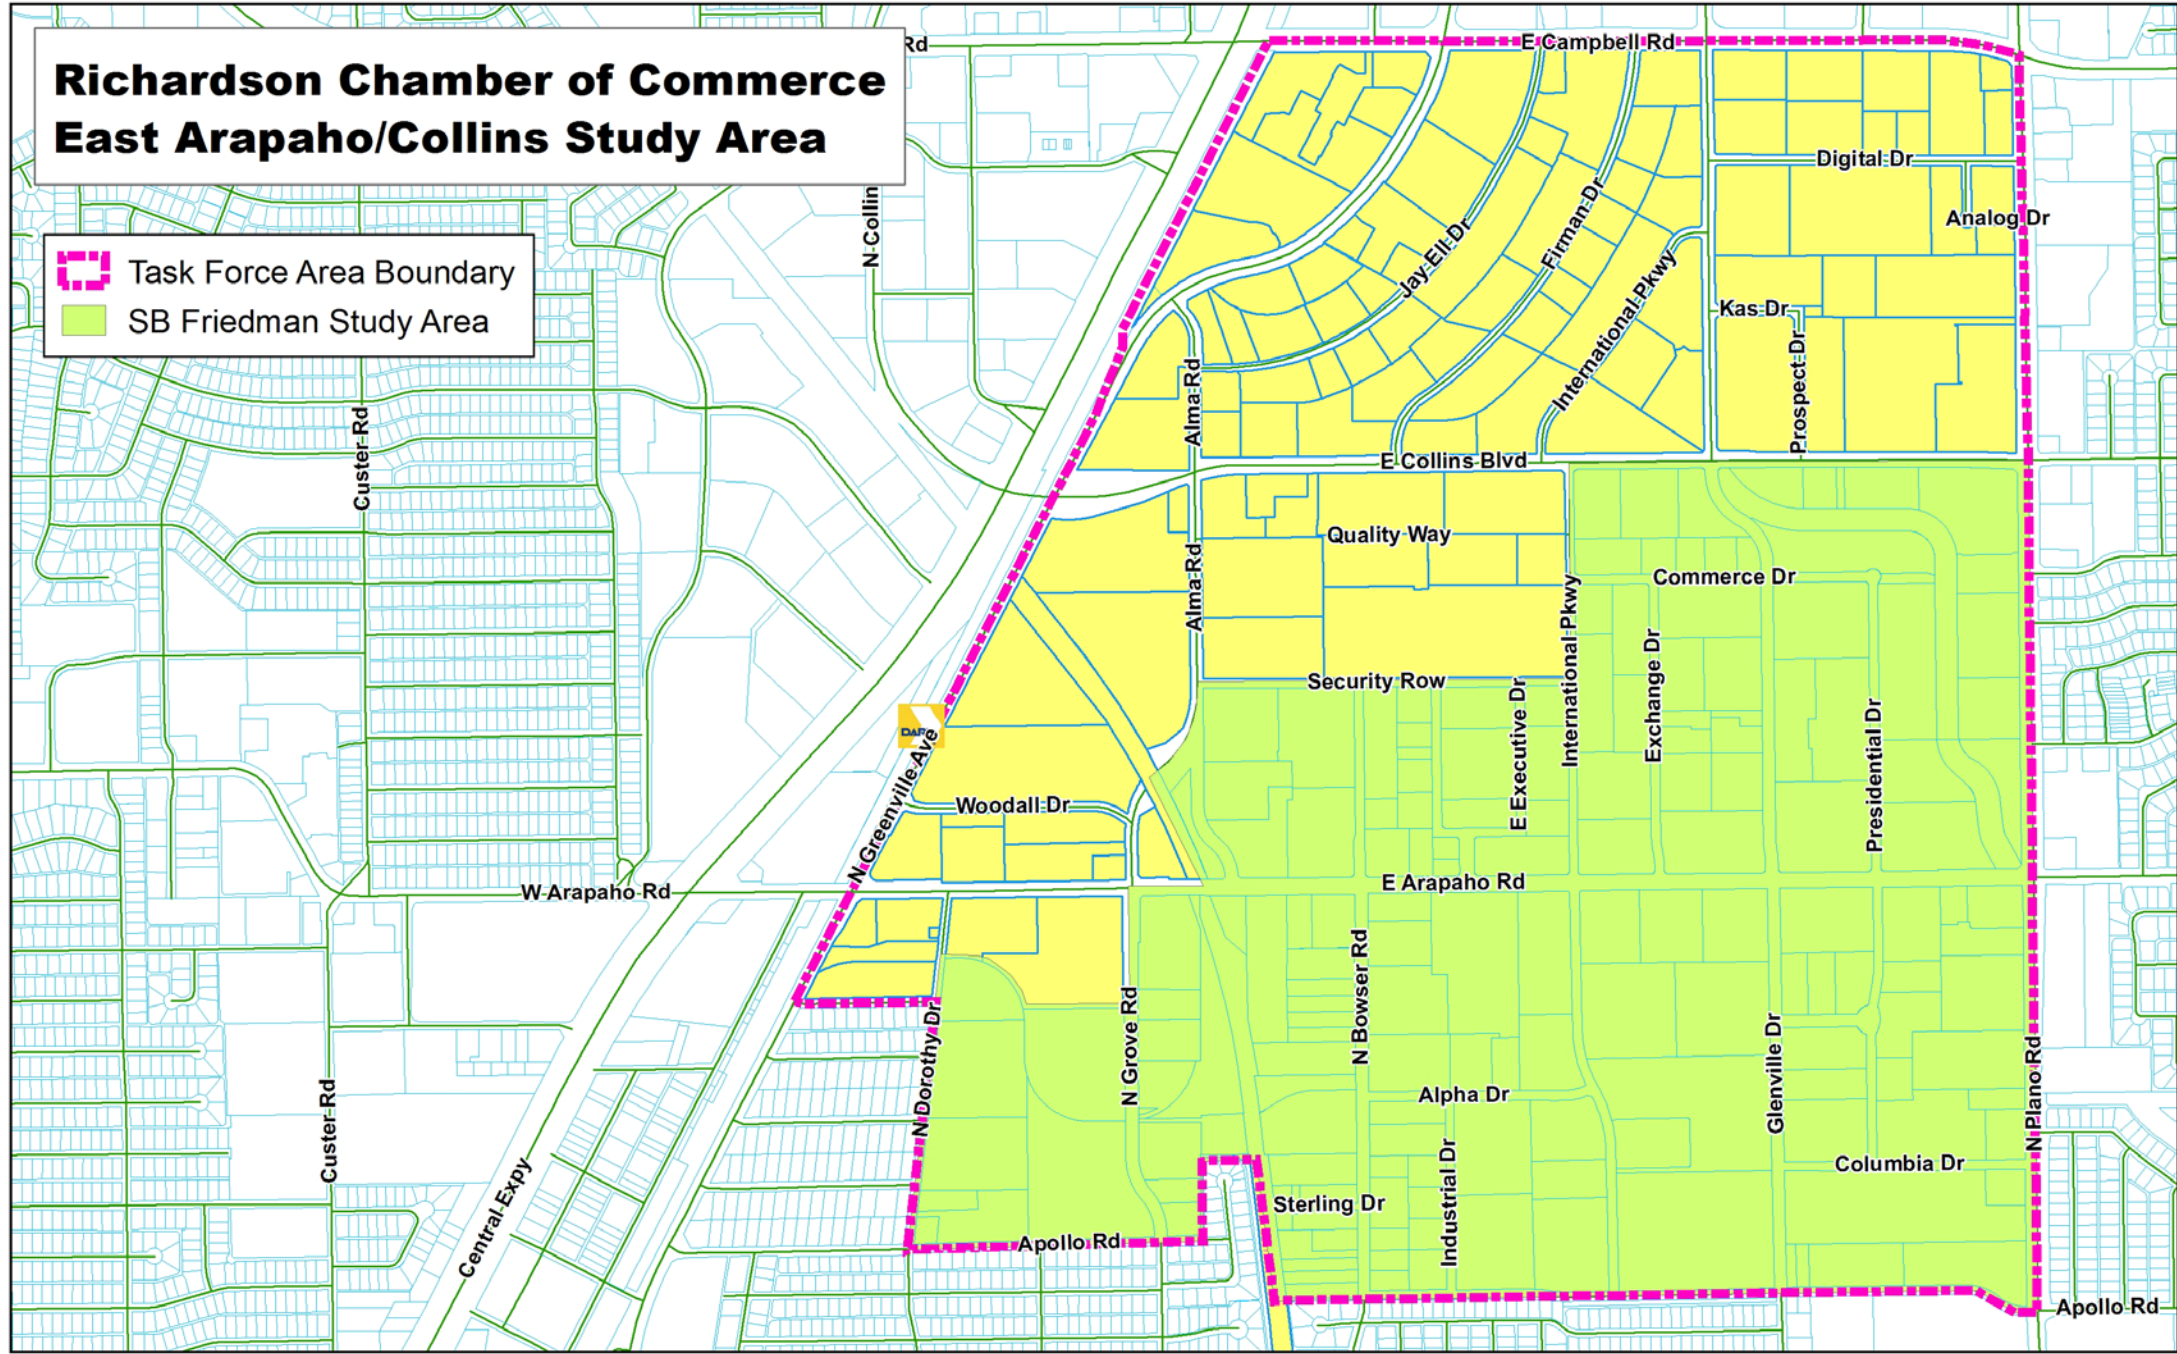 Rd
E Campbell Rd
Richardson Chamber of Commerce
East Arapaho/Collins Study Area
Digital Dr
Analog Dr
N Collin
Jay Ell Dr
Firman Dr
International Pkwy
Task Force Area Boundary
SB Friedman Study Area
Kas Dr
Prospect Dr
Alma Rd
Custer Rd
E Collins Blvd
Quality Way
Commerce Dr
Alma Rd
International Pkwy
Exchange Dr
Security Row
E Executive Dr
Presidential Dr
N Greenville Ave
Woodall Dr
W Arapaho Rd
E Arapaho Rd
N Bowser Rd
N Grove Rd
N Dorothy Dr
Glenville Dr
N Plano Rd
Alpha Dr
Custer Rd
Industrial Dr
Columbia Dr
Sterling Dr
Central Expy
Apollo Rd
Apollo Rd